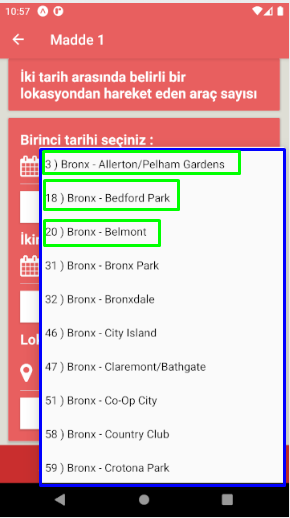 10:57
Madde 1
İki tarih arasında belirli bir
lokasyondan hareket eden araç sayısı
Birinci tarihi seçiniz :
3 ) Bronx - Allerton/Pelham Gardens
18 ) Bronx - Bedford Park
20 ) Bronx - Belmont
31 ) Bronx - Bronx Park
32 ) Bronx - Bronxdale
46 ) Bronx - City Island
47 ) Bronx - Claremont/Bathgate
51 ) Bronx - Co-Op City
58 ) Bronx - Country Club
59 ) Bronx - Crotona Park